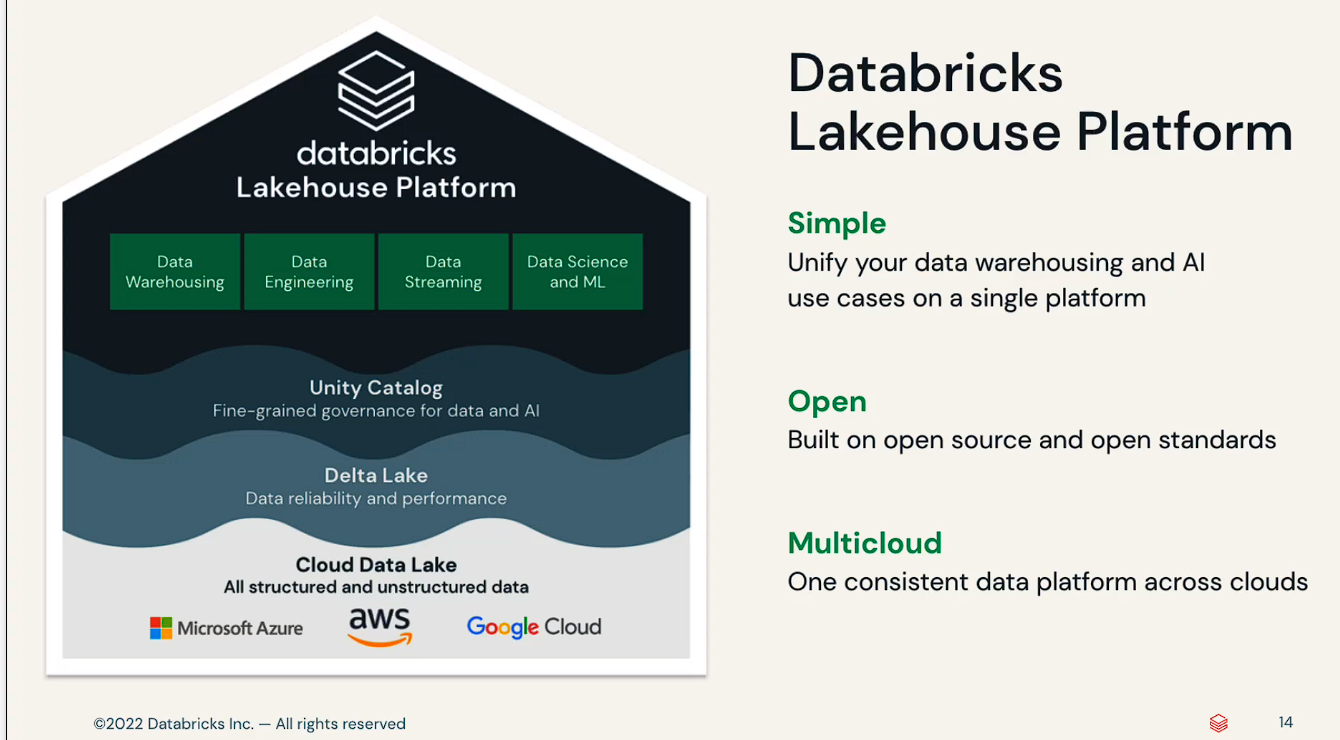 databricks
Lakehouse Platform
Data
Warehousing
Data
Engineering
Data
Streaming
Data Science
and ML
Unity Catalog
Fine-grained governance for data and AI
Delta Lake
Data reliability and performance
Cloud Data Lake
All structured and unstructured data
Microsoft Azure
aws
Google Cloud
Databricks
Lakehouse Platform
Simple
Unify your data warehousing and AI
use cases on a single platform
Open
Built on open source and open standards
Multicloud
One consistent data platform across clouds
©2022 Databricks Inc. — All rights reserved
14